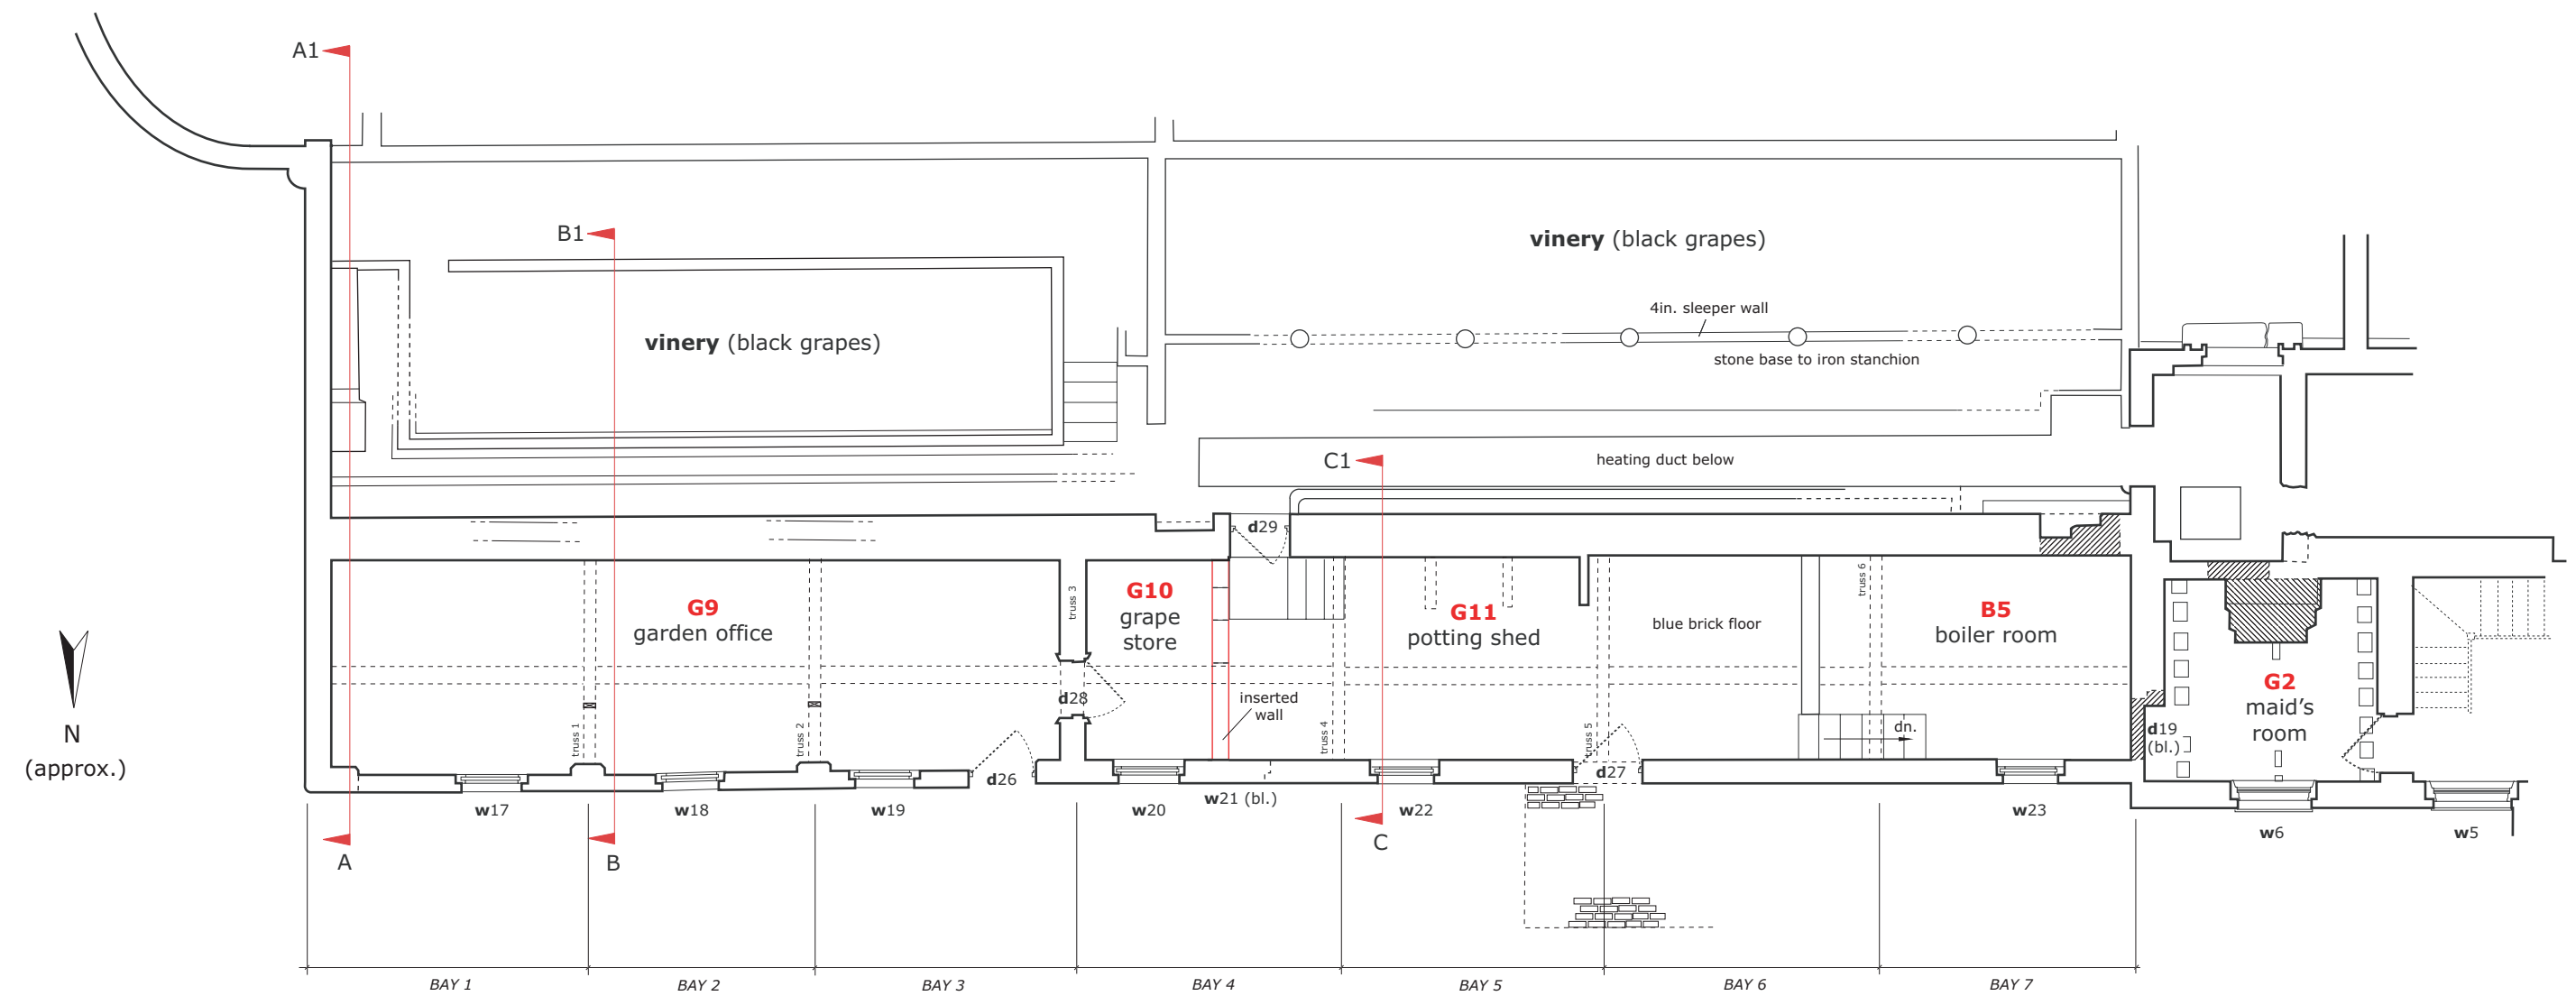 A1
B1
vinery (black grapes)
4in. sleeper wall
vinery (black grapes)
stone base to iron stanchion
C1
heating duct below
d29
truss 3
truss 6
G10
grape
store
G9
garden office
G11
potting shed
blue brick floor
B5
boiler room
G2
maid's
room
d28
inserted
wall
N
(approx.)
truss 1
truss 2
truss 4
truss 5
dn.
d19
(bl.)
d26
d27
w17
w18
w19
w20
w21 (bl.)
w22
w23
w6
w5
A
B
C
BAY 1
BAY 2
BAY 3
BAY 4
BAY 5
BAY 6
BAY 7